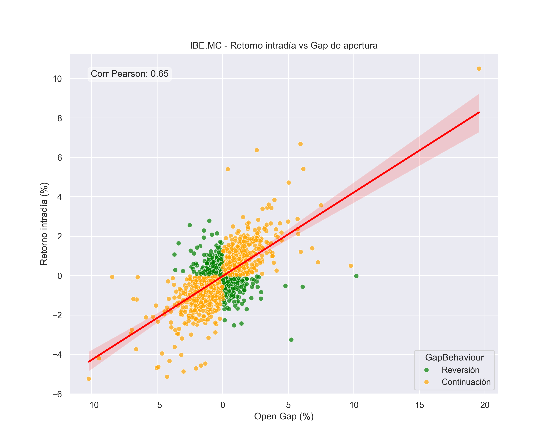 IBE.MC - Retorno intradía vs Gap de apertura
Corr Pearson: 0.65
Retorno intradía (%)
10
8
6
4
2
0
−2
−4
−6
−10
−5
0
5
10
15
20
Open Gap (%)
GapBehaviour
Reversión
Continuación